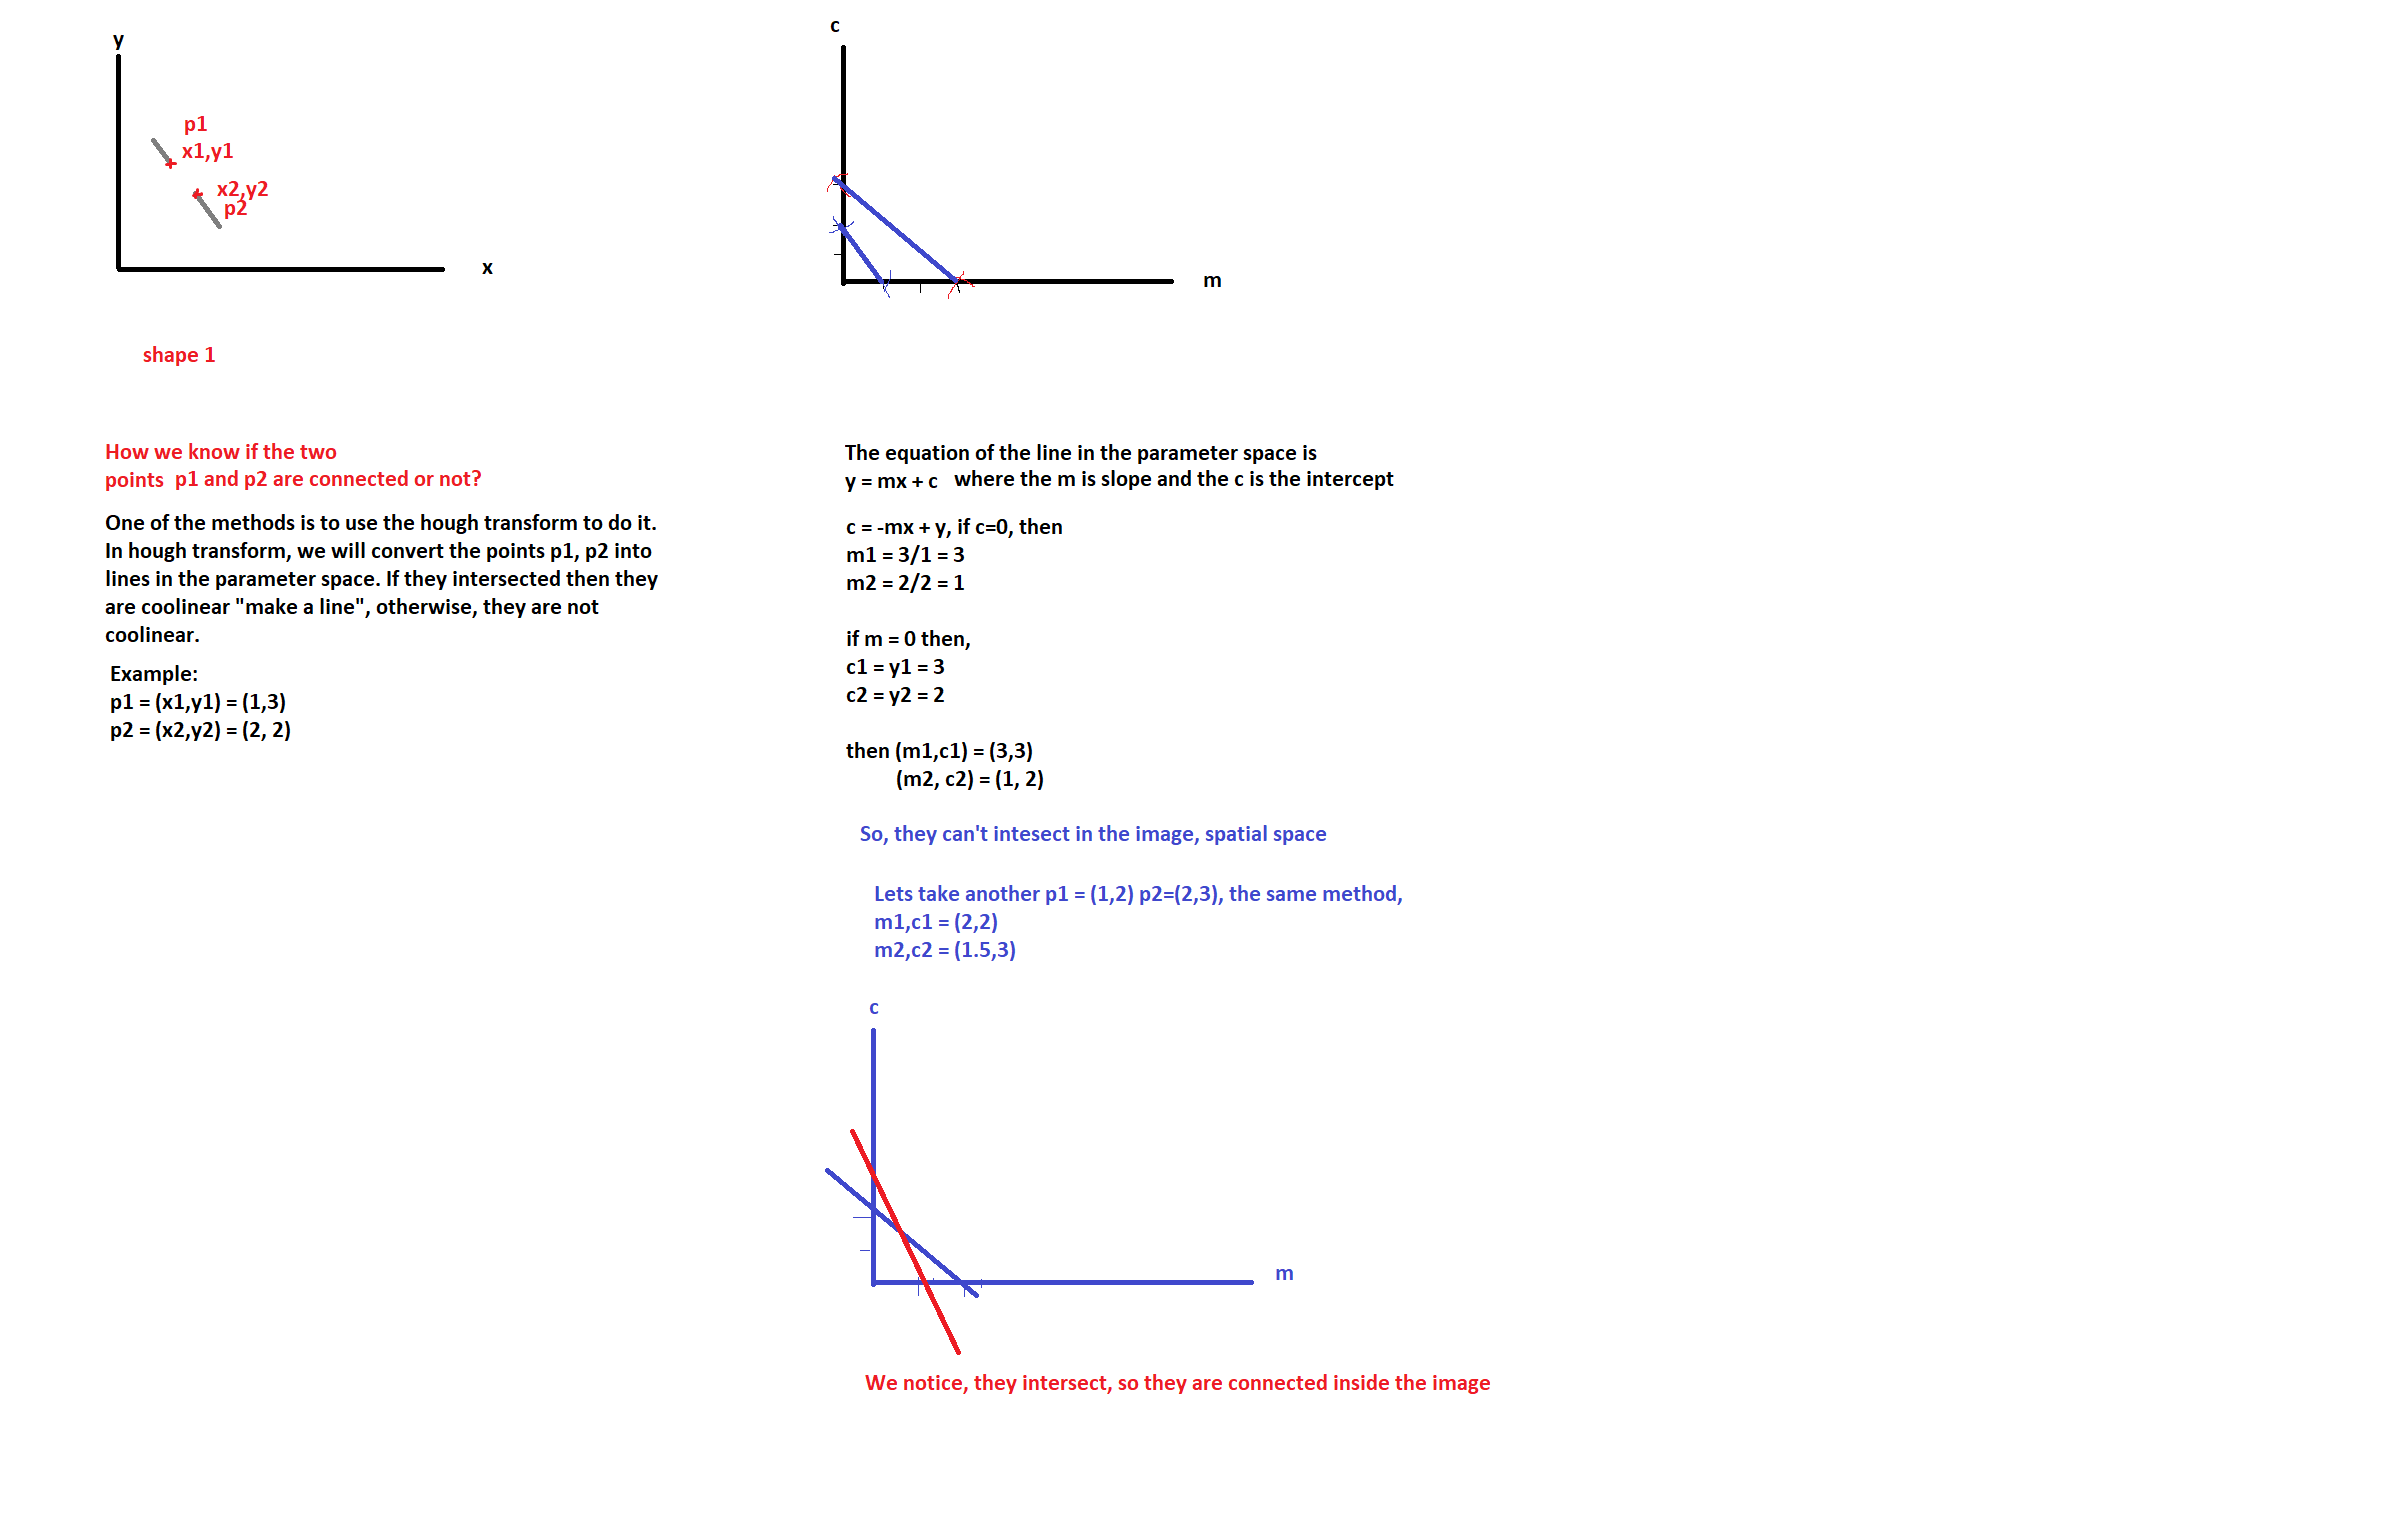 y
p1
x1,y1
x2,y2
p2
x
shape 1
How we know if the two
points p1 and p2 are connected or not?
One of the methods is to use the hough transform to do it.
In hough transform, we will convert the points p1, p2 into
lines in the parameter space. If they intersected then they
are coolinear "make a line", otherwise, they are not
coolinear.
Example:
p1 = (x1,y1) = (1,3)
p2 = (x2,y2) = (2, 2)
c
m
The equation of the line in the parameter space is
y = mx + c where the m is slope and the c is the intercept
c = -mx + y, if c=0, then
m1 = 3/1 = 3
m2 = 2/2 = 1
if m = 0 then,
c1 = y1 = 3
c2 = y2 = 2
then (m1,c1) = (3,3)
(m2, c2) = (1, 2)
So, they can't intesect in the image, spatial space
Lets take another p1 = (1,2) p2=(2,3), the same method,
m1,c1 = (2,2)
m2,c2 = (1.5,3)
c
m
We notice, they intersect, so they are connected inside the image